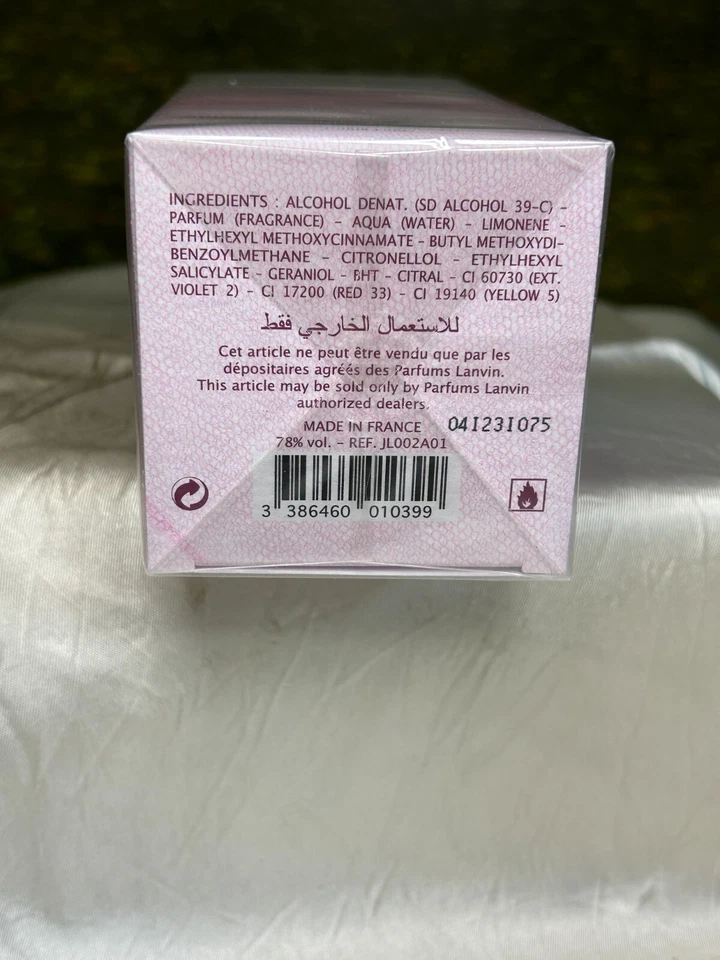 INGREDIENTS : ALCOHOL DENAT. (SD ALCOHOL 39-C) -
PARFUM (FRAGRANCE) - AQUA (WATER) - LIMONENE -
ETHYLHEXYL METHOXYCINNAMATE - BUTYL METHOXYDI-
BENZOYLMETHANE - CITRONELLOL - ETHYLHEXYL
SALICYLATE - GERANIOL - BHT - CITRAL - CI 60730 (EXT.
VIOLET 2) - CI 17200 (RED 33) - CI 19140 (YELLOW 5)
للاستعمال الخارجي فقط
Cet article ne peut être vendu que par les
dépositaires agréés des Parfums Lanvin.
This article may be sold only by Parfums Lanvin
authorized dealers.
MADE IN FRANCE 041231075
78% vol. - REF. JL002A01
3 386460 010399